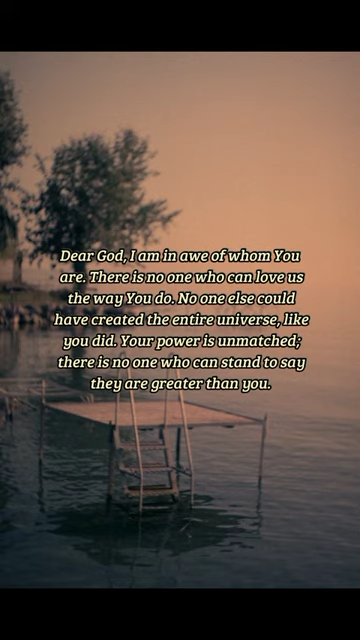 Dear God, I am in awe of whom You
are. There is no one who can love us
the way You do. No one else could
have created the entire universe, like
you did. Your power is unmatched;
there is no one who can stand to say
they are greater than you.